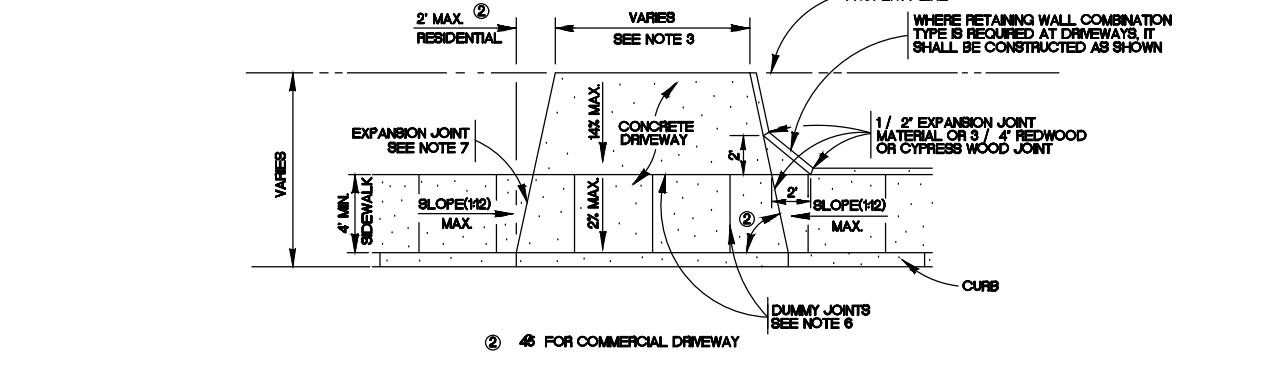 2' MAX. ②
RESIDENTIAL
VARIES
SEE NOTE 3
WHERE RETAINING WALL COMBINATION
TYPE IS REQUIRED AT DRIVEWAYS, IT
SHALL BE CONSTRUCTED AS SHOWN
EXPANSION JOINT
SEE NOTE 7
14% MAX.
CONCRETE
DRIVEWAY
1 / 2" EXPANSION JOINT
MATERIAL OR 3 / 4" REDWOOD
OR CYPRESS WOOD JOINT
VARIES
2'
4' MIN.
SIDEWALK
SLOPE(1:12)
MAX.
2% MAX.
2'
②
SLOPE(1:12)
MAX.
CURB
DUMMY JOINTS
SEE NOTE 6
② FOR COMMERCIAL DRIVEWAY